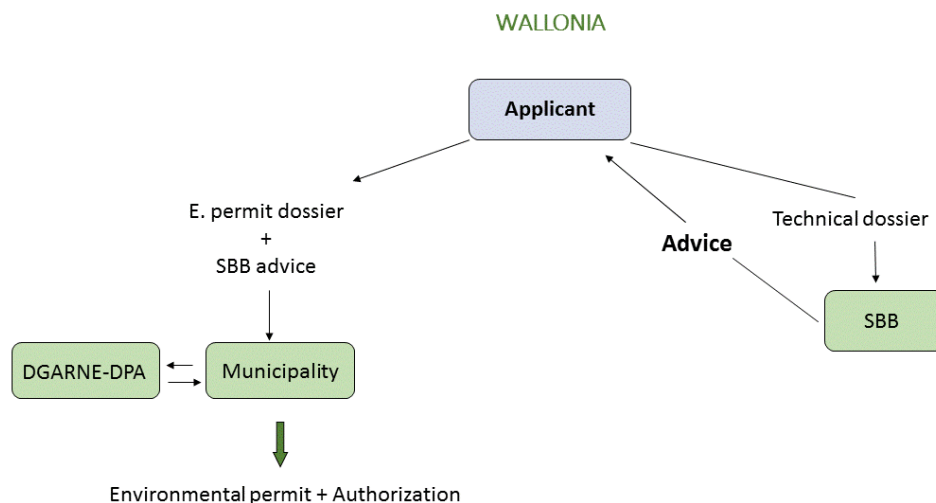 WALLONIA
Applicant
E. permit dossier
+
SBB advice
Advice
Technical dossier
SBB
DGARNE-DPA
Municipality
Environmental permit + Authorization